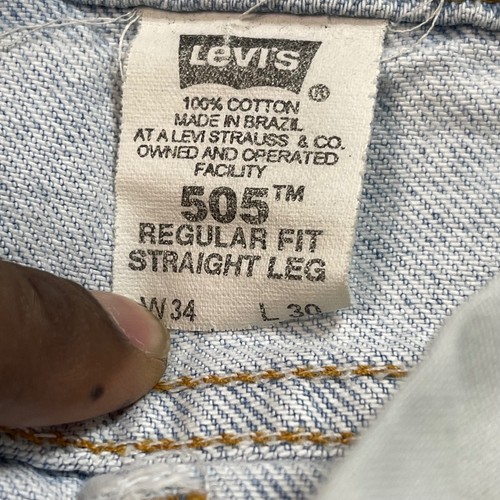 Levi's
®
100% COTTON
MADE IN BRAZIL
AT A LEVI STRAUSS & CO.
OWNED AND OPERATED
FACILITY
505™
REGULAR FIT
STRAIGHT LEG
W34 L 30